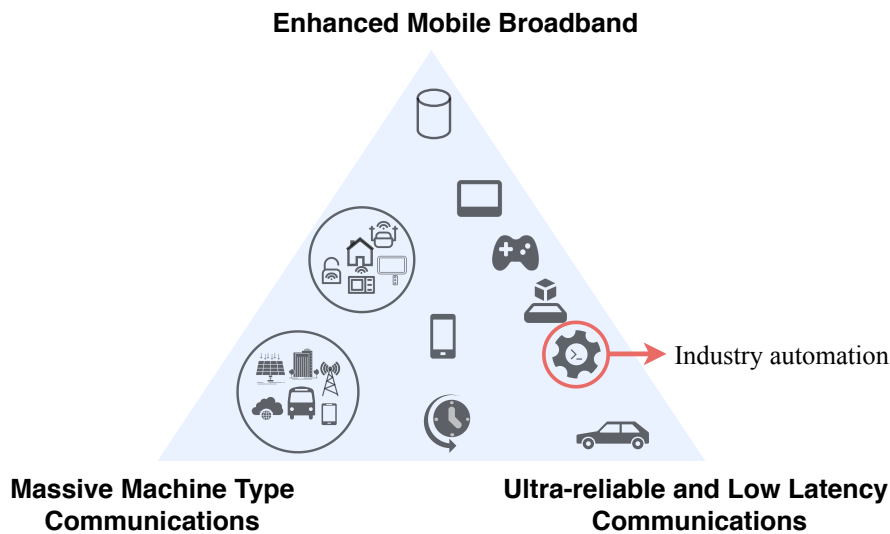 Enhanced Mobile Broadband
Industry automation
Massive Machine Type
Communications
Ultra-reliable and Low Latency
Communications